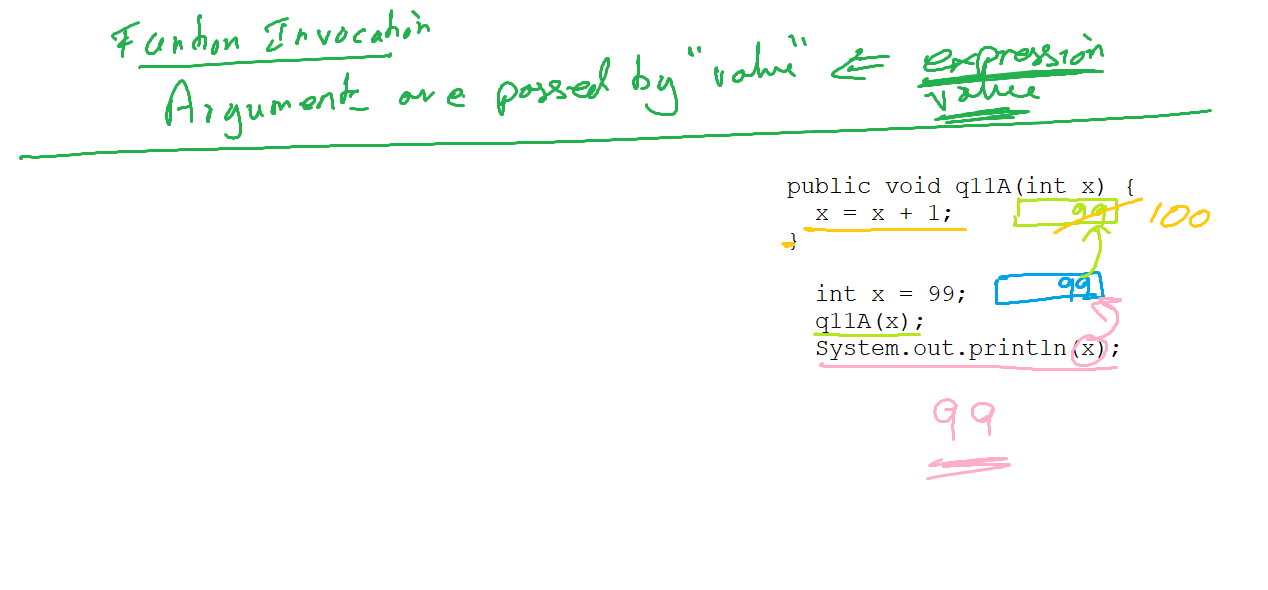 Function Invocation
Arguments are passed by "value" ⇐ expression
value
public void q11A(int x) {
x = x + 1; 99 100
}
int x = 99; 99
q11A(x);
System.out.println(x);
99